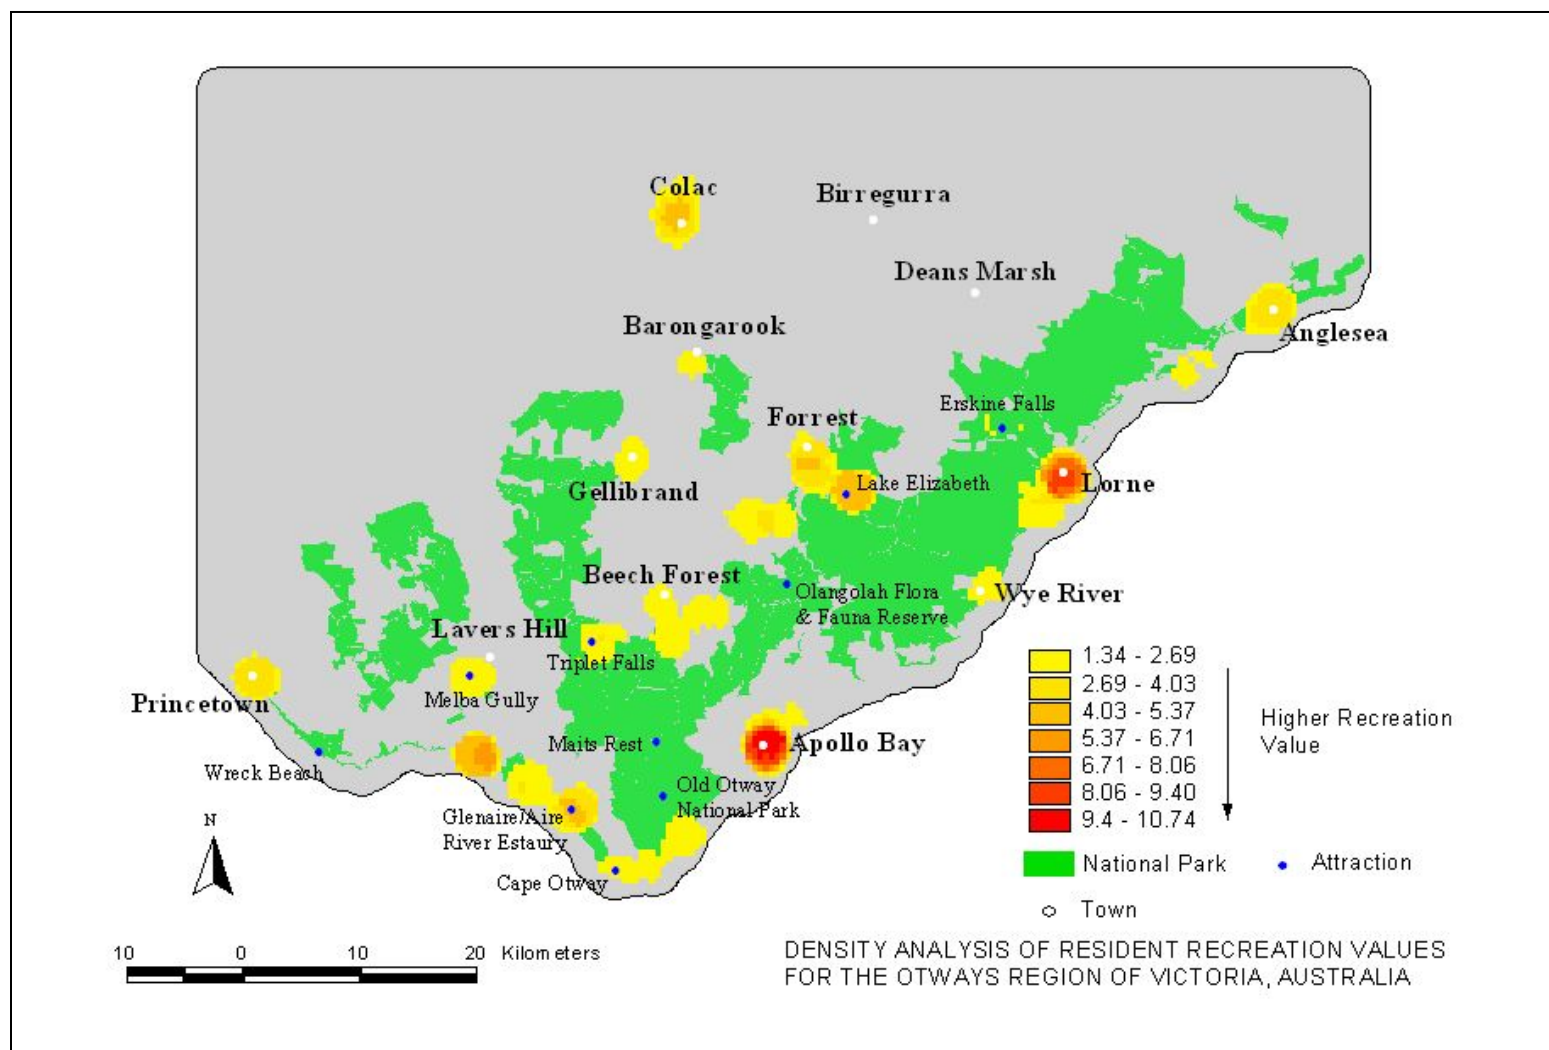 Colac
Birregurra
Deans Marsh
Barongarook
Anglesea
Erskine Falls
Forrest
Lake Elizabeth
Lorne
Gellibrand
Beech Forest
Olangolah Flora
& Fauna Reserve
Wye River
Lavers Hill
Triplet Falls
Melba Gully
Princetown
Wreck Beach
Maits Rest
Apollo Bay
Old Otway
National Park
Glenaire/Aire
River Estaury
Cape Otway
1.34 - 2.69
2.69 - 4.03
4.03 - 5.37
5.37 - 6.71
6.71 - 8.06
8.06 - 9.40
9.4 - 10.74
Higher Recreation
Value
National Park
Attraction
Town
N
10 0 10 20 Kilometers
DENSITY ANALYSIS OF RESIDENT RECREATION VALUES
FOR THE OTWAYS REGION OF VICTORIA, AUSTRALIA